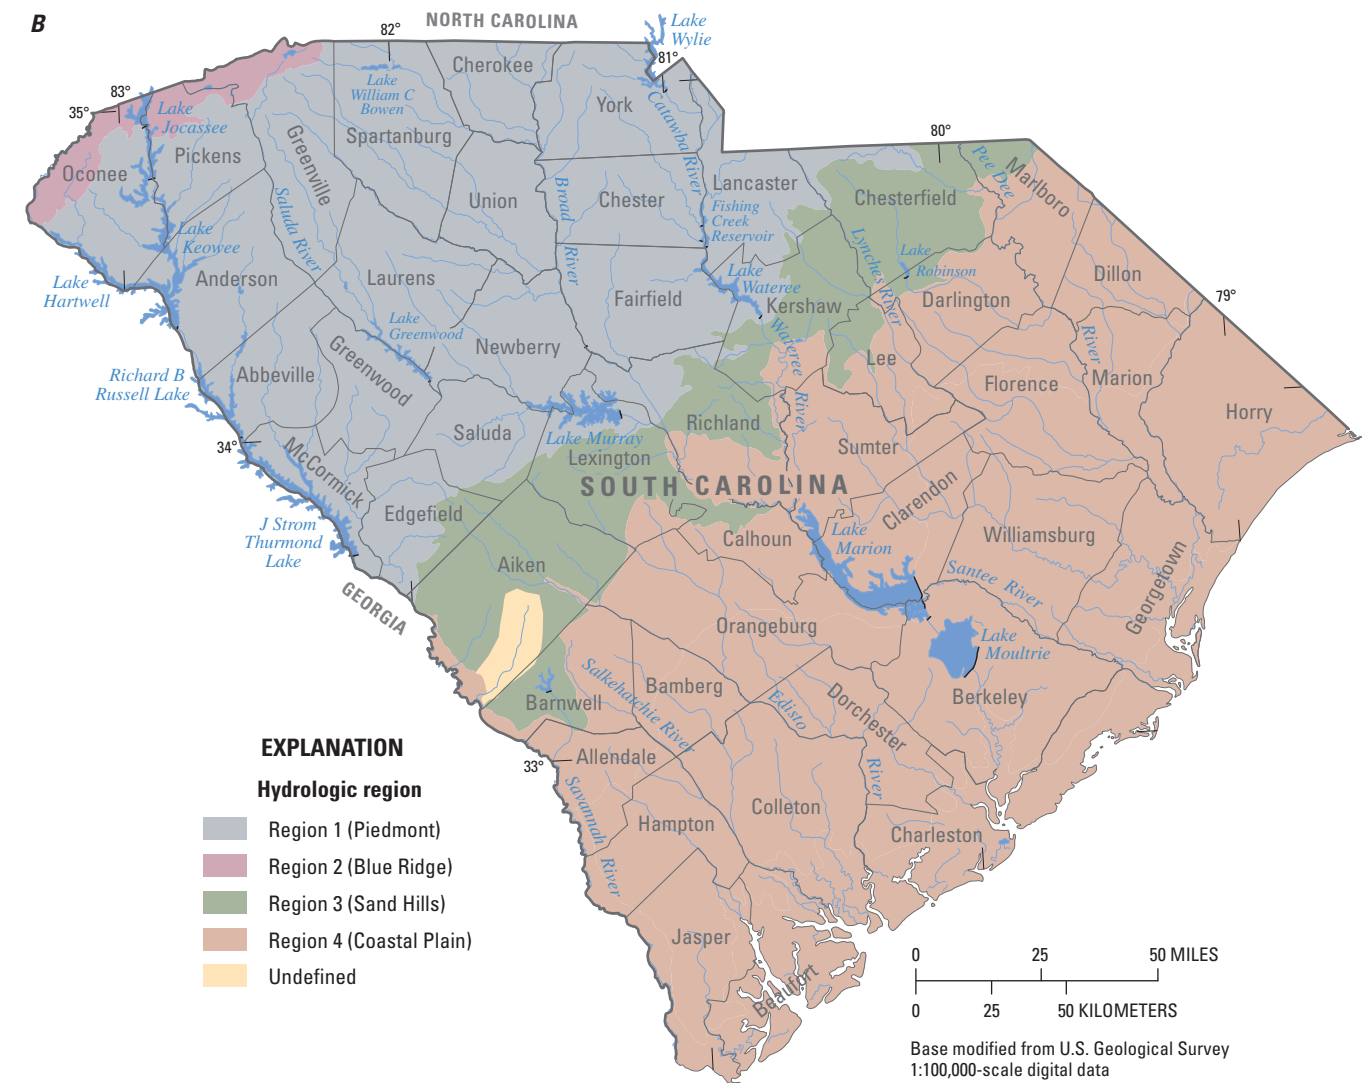 B
NORTH CAROLINA
Lake
Wylie
82°
81°
83°
35°
80°
79°
34°
33°
Cherokee
York
Lake
William C
Bowen
Spartanburg
Greenville
Lake
Jocassee
Pickens
Oconee
Catawba River
Lancaster
Chesterfield
Pee Dee
Marlboro
Union
Chester
Broad
River
Saluda River
Fishing
Creek
Reservoir
Lake
Keowee
Lake
Hartwell
Anderson
Laurens
Fairfield
Lake
Wateree
Kershaw
Lynches River
Lake
Robinson
Darlington
Dillon
Lake
Greenwood
Greenwood
Newberry
Wateree
River
Lee
River
Marion
Florence
Horry
Richard B
Russell Lake
Abbeville
Saluda
Lake Murray
Lexington
Richland
Sumter
McCormick
SOUTH CAROLINA
Clarendon
Edgefield
J Strom
Thurmond
Lake
Calhoun
Lake
Marion
Williamsburg
Georgetown
Aiken
GEORGIA
Santee River
Orangeburg
Lake
Moultrie
Berkeley
Barnwell
Salkehatchie River
Bamberg
Edisto
River
Dorchester
Allendale
Savannah
River
Hampton
Colleton
Charleston
Jasper
Beaufort
EXPLANATION
Hydrologic region
Region 1 (Piedmont)
Region 2 (Blue Ridge)
Region 3 (Sand Hills)
Region 4 (Coastal Plain)
Undefined
0 25 50 MILES
0 25 50 KILOMETERS
Base modified from U.S. Geological Survey
1:100,000-scale digital data